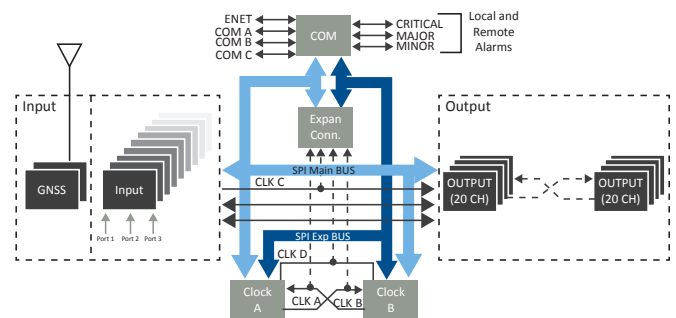 ENET
COM A
COM B
COM C
COM
CRITICAL
MAJOR
MINOR
Local and
Remote
Alarms
Input
Output
Expan
Conn.
GNSS
Input
Port 1
Port 2
Port 3
SPI Main BUS
CLK C
OUTPUT
(20 CH)
OUTPUT
(20 CH)
SPI Exp BUS
CLK D
Clock
A
CLK A
CLK B
Clock
B